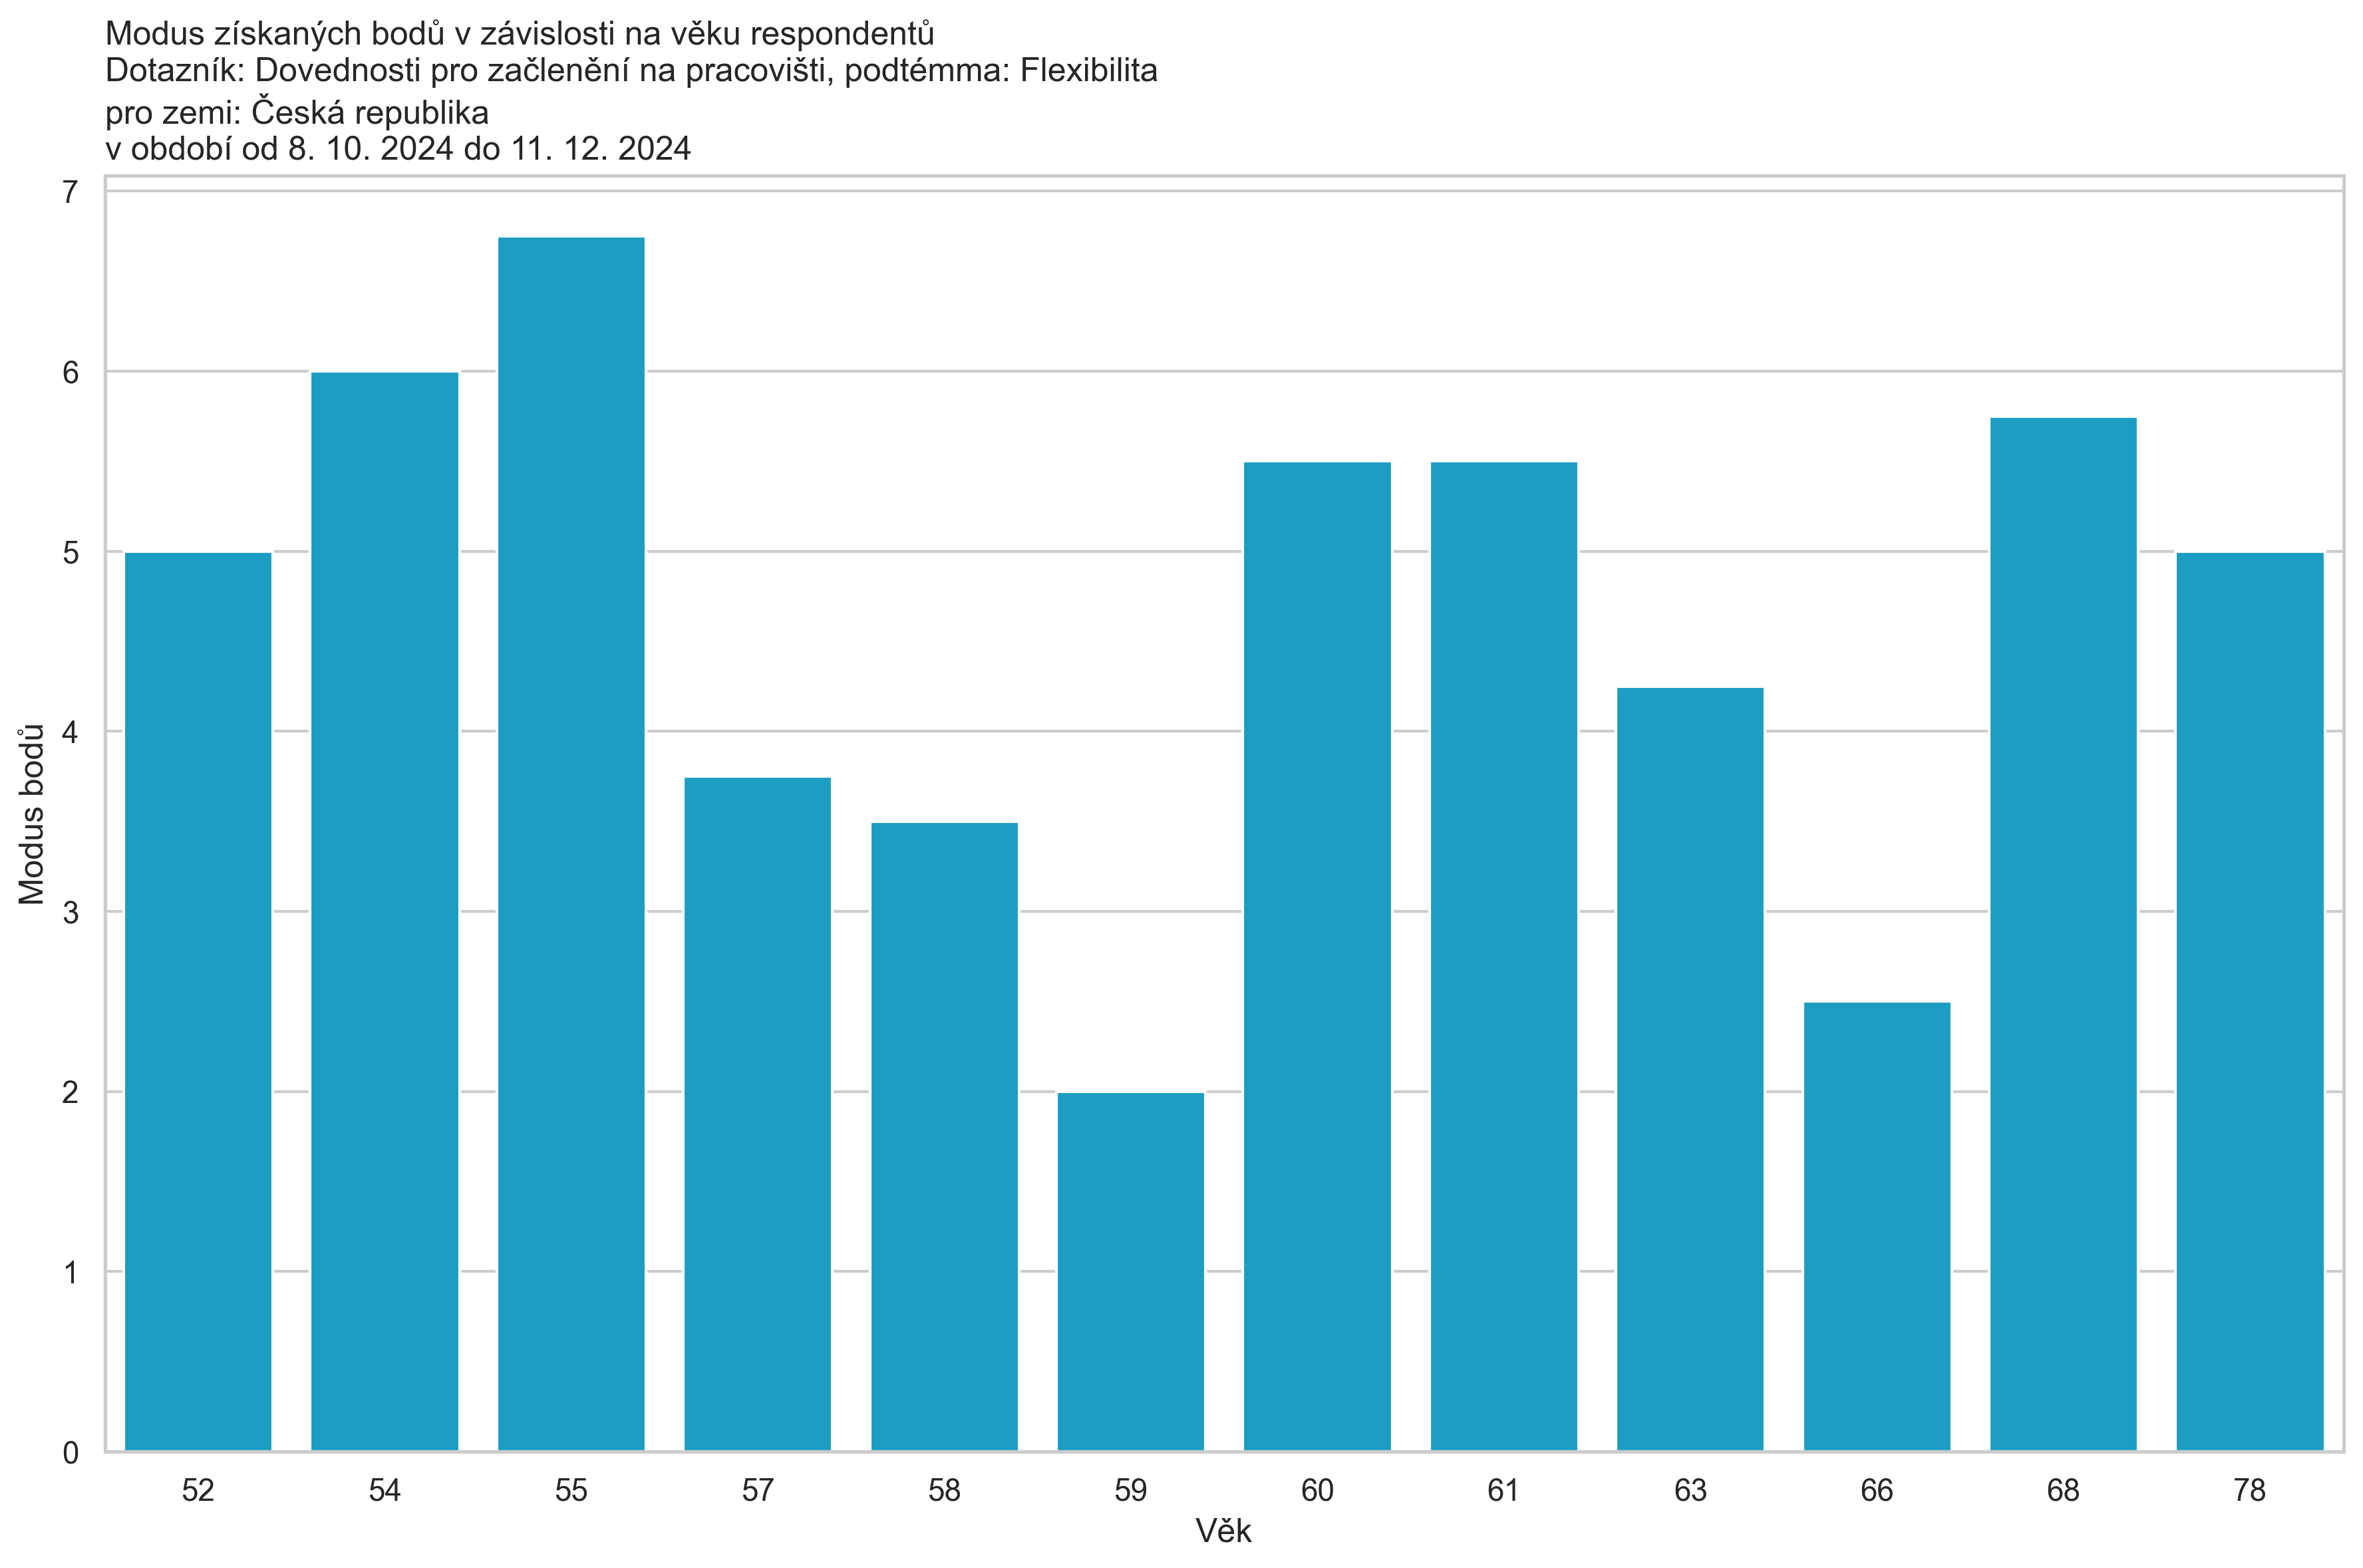 Modus získaných bodů v závislosti na věku respondentů
Dotazník: Dovednosti pro začlenění na pracovišti, podtémma: Flexibilita
pro zemi: Česká republika
v období od 8. 10. 2024 do 11. 12. 2024
7
6
5
4
3
2
1
0
Modus bodů
52 54 55 57 58 59 60 61 63 66 68 78
Věk